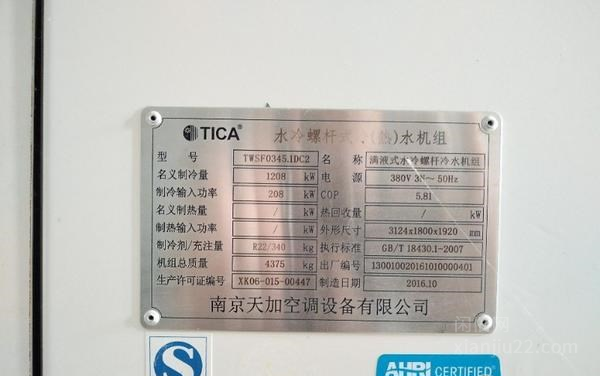 TICA®
水冷螺杆式冷(热)水机组
型 号 TWSF0345.1DC2 名 称 满液式水冷螺杆冷水机组
名义制冷量 1208 kW 电 源 380V 3N～50Hz
制冷输入功率 208 kW COP 5.81
名义制热量 / kW 热回收量 / kW
制热输入功率 / kW 外形尺寸 3124x1800x1920 mm
制冷剂/充注量 R22/340 kg 执行标准 GB/T 18430.1-2007
机组总质量 4375 kg 出厂编号 130010020161010000401
生产许可证编号 XK06-015-00447 制造日期 2016.10
南京天加空调设备有限公司
AHRI CERTIFIED
xianjiu22.com